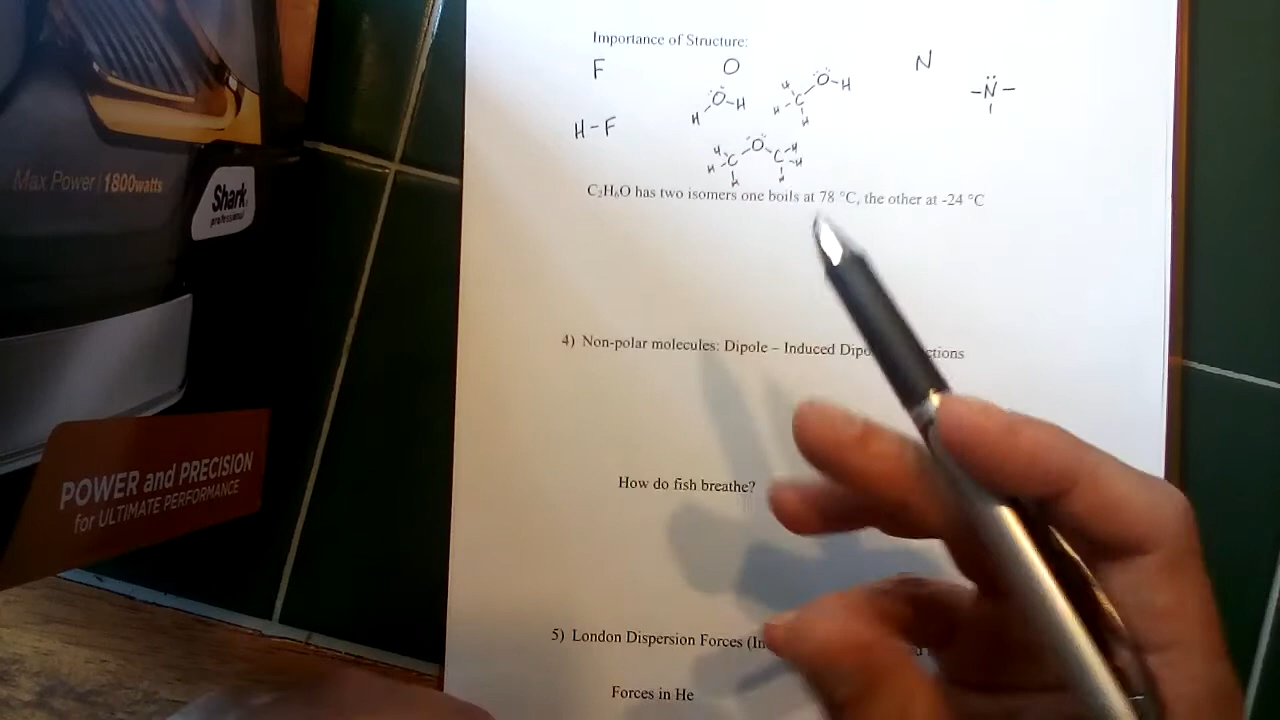 Max Power | 1800watts
Shark
professional
POWER and PRECISION
for ULTIMATE PERFORMANCE
Importance of Structure:
F
O
N
H-F
C₂H₆O has two isomers one boils at 78 °C, the other at -24 °C
4) Non-polar molecules: Dipole – Induced
How do fish breathe?
5) London Dispersion Forces
Forces in He